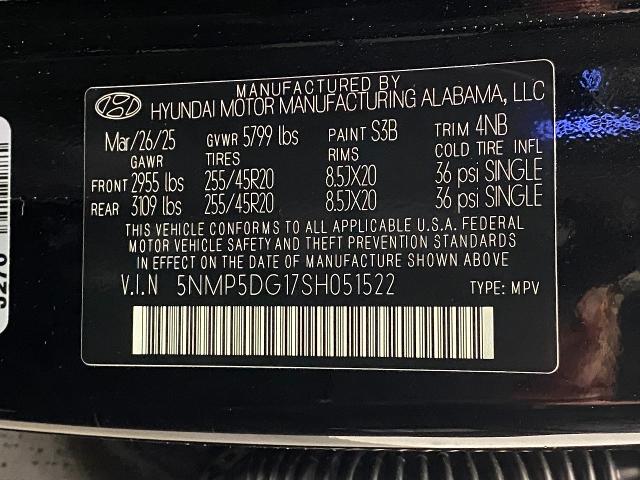 MANUFACTURED BY
HYUNDAI MOTOR MANUFACTURING ALABAMA, LLC
Mar/26/25 GVWR 5799 lbs PAINT S3B TRIM 4NB
GAWR TIRES RIMS COLD TIRE INFL
FRONT 2955 lbs 255/45R20 8.5JX20 36 psi SINGLE
REAR 3109 lbs 255/45R20 8.5JX20 36 psi SINGLE
THIS VEHICLE CONFORMS TO ALL APPLICABLE U.S.A. FEDERAL
MOTOR VEHICLE SAFETY AND THEFT PREVENTION STANDARDS
IN EFFECT ON THE DATE OF MANUFACTURE SHOWN ABOVE
V.I.N 5NMP5DG17SH051522 TYPE: MPV